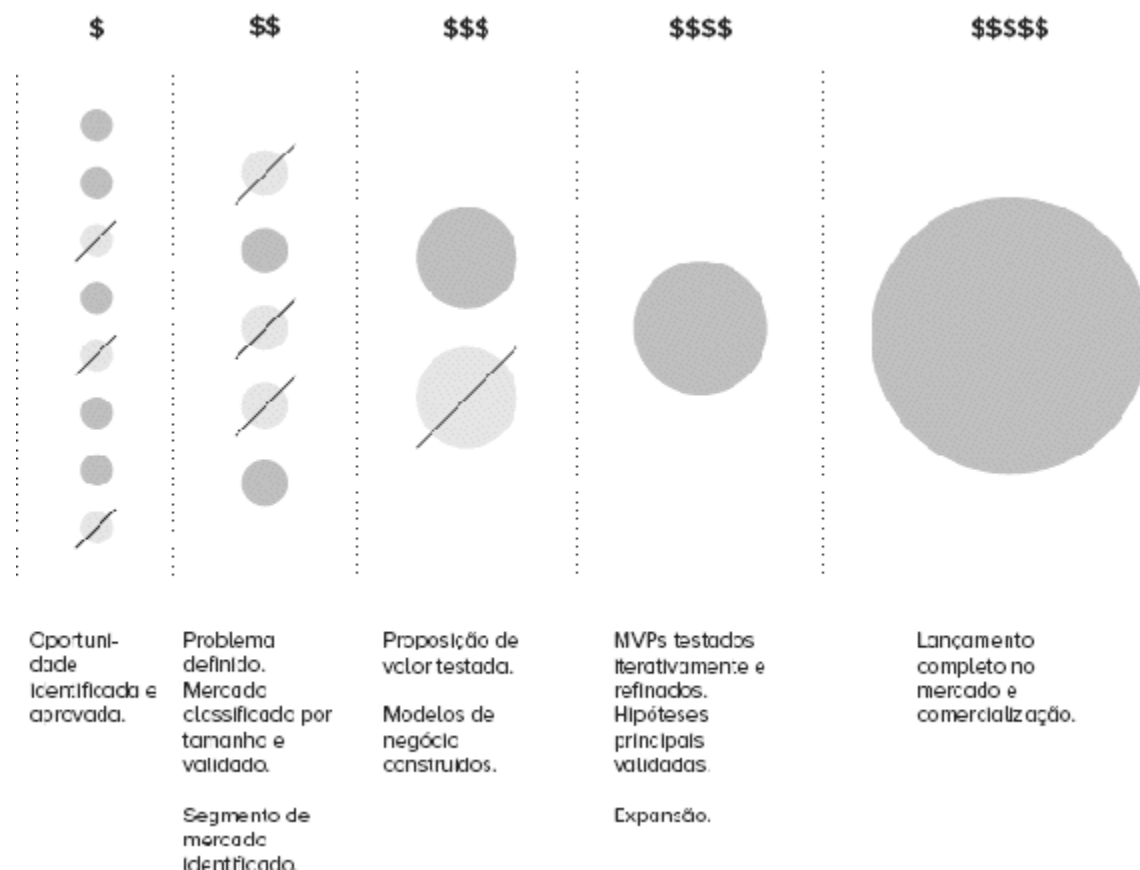 $
$$
$$$
$$$$
$$$$$
Oportuni-
dade
identificada e
aprovada.
Problema
definido.
Mercado
classificado por
tamanho e
validado.
Segmento de
mercado
identificado.
Proposição de
valor testada.
Modelos de
negócio
construídos.
MVPs testados
iterativamente e
refinados.
Hipóteses
principais
validadas.
Expansão.
Lançamento
completo no
mercado e
comercialização.